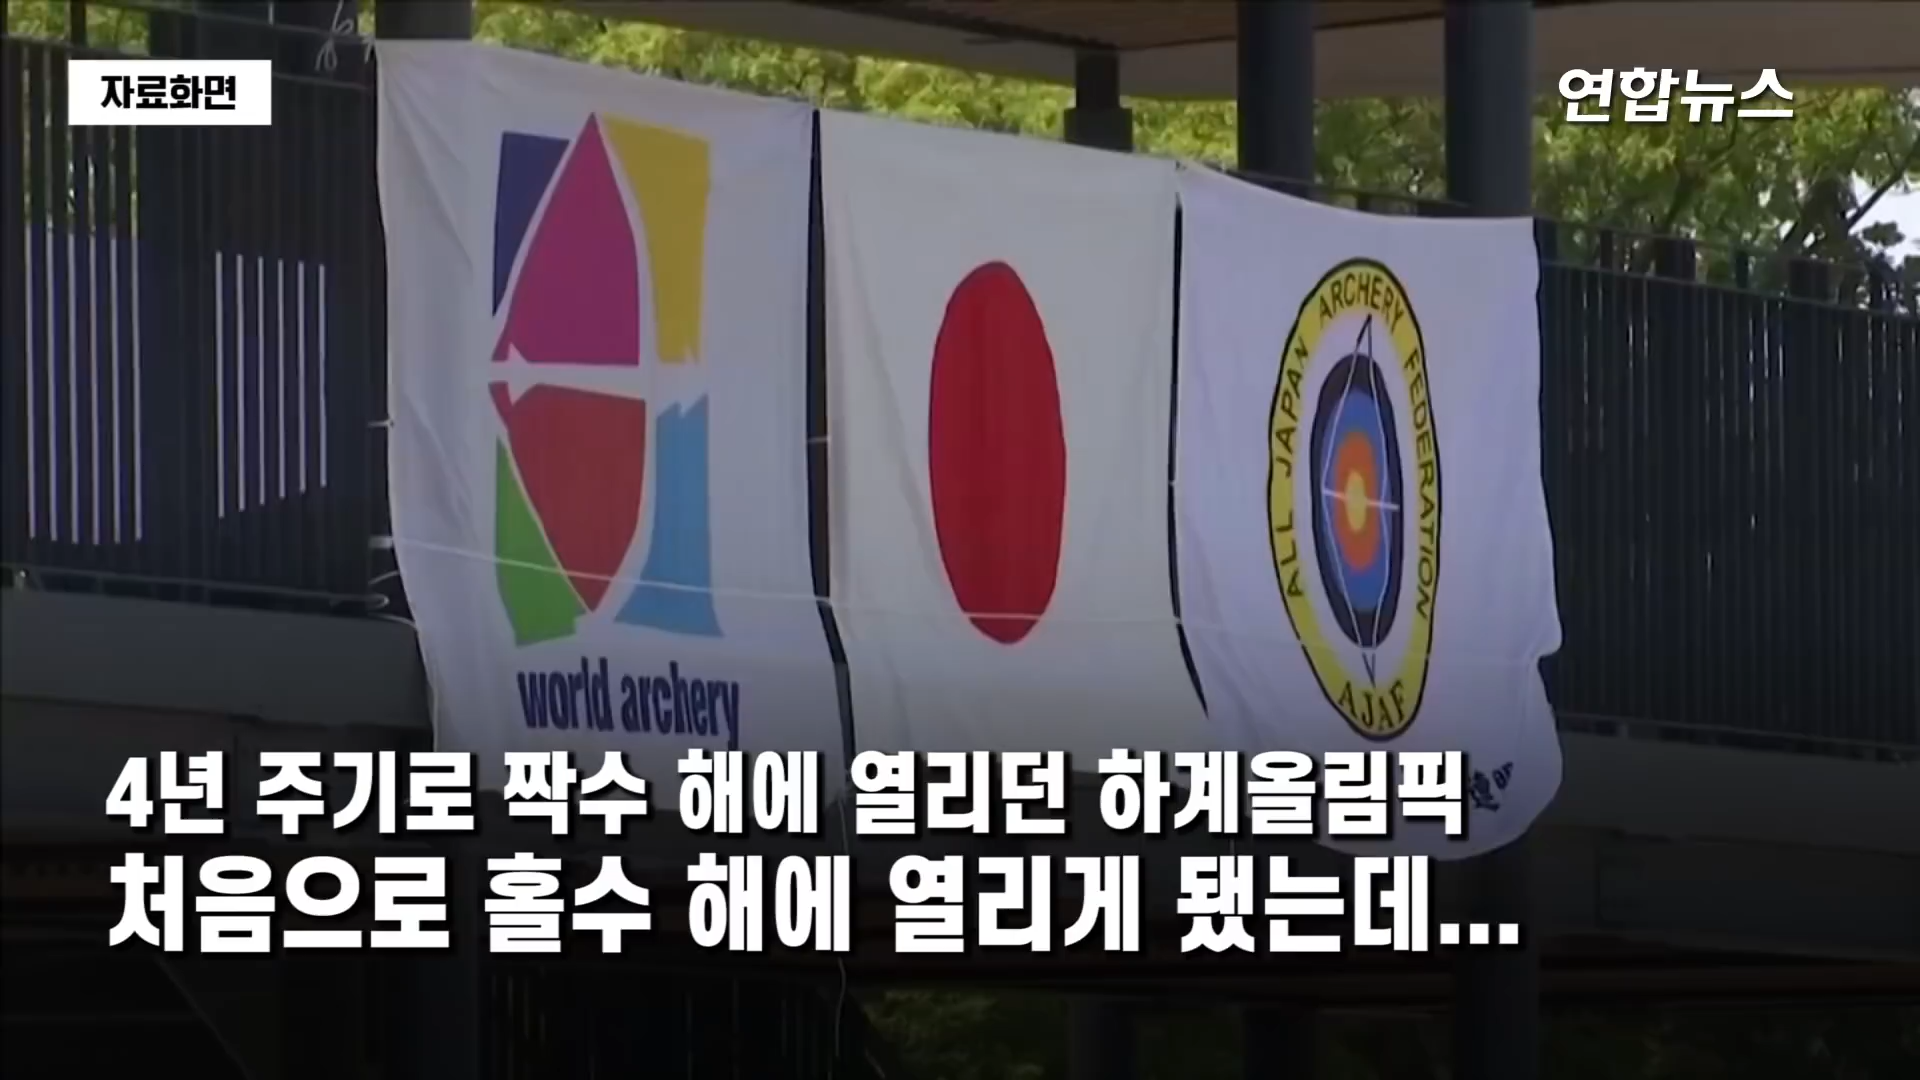 자료화면
연합뉴스
world archery
ALL JAPAN ARCHERY FEDERATION
AJAF
4년 주기로 짝수 해에 열리던 하계올림픽
처음으로 홀수 해에 열리게 됐는데...